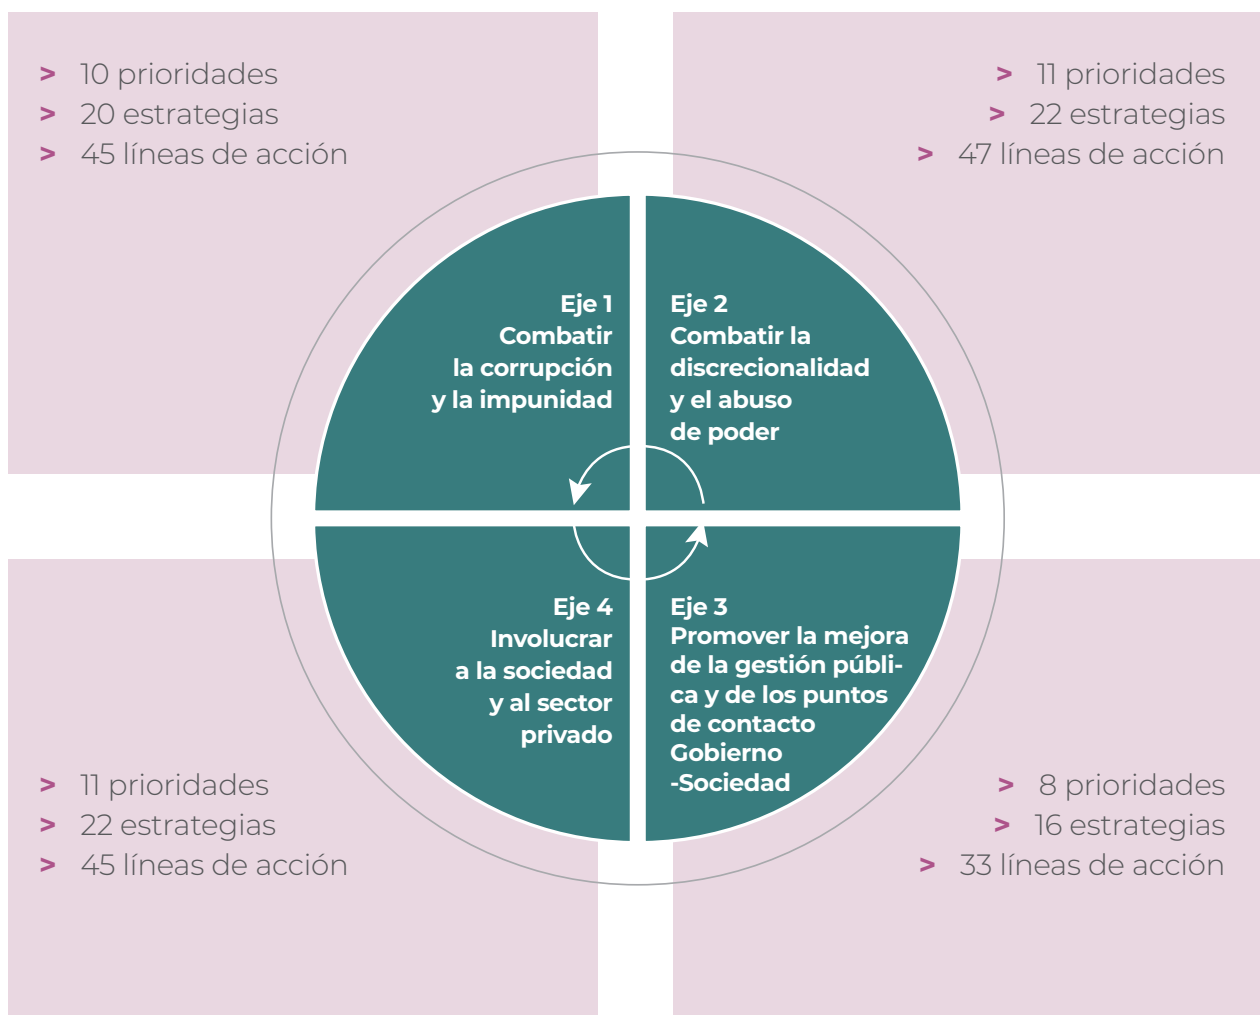 > 10 prioridades
> 20 estrategias
> 45 líneas de acción
> 11 prioridades
> 22 estrategias
> 47 líneas de acción
Eje 1
Combatir
la corrupción
y la impunidad
Eje 2
Combatir la
discrecionalidad
y el abuso
de poder
Eje 4
Involucrar
a la sociedad
y al sector
privado
Eje 3
Promover la mejora
de la gestión públi-
ca y de los puntos
de contacto
Gobierno
-Sociedad
> 11 prioridades
> 22 estrategias
> 45 líneas de acción
> 8 prioridades
> 16 estrategias
> 33 líneas de acción